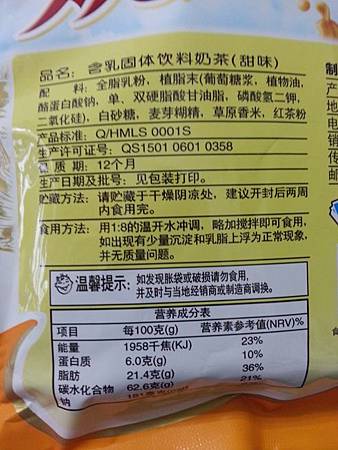 品名：含乳固体饮料奶茶(甜味)
配 料：全脂乳粉，植脂末(葡萄糖浆，植物油，
酪蛋白酸钠，单、双硬脂酸甘油脂，磷酸氢二钾，
二氧化硅)，白砂糖，麦芽糊精，草原香米，红茶粉
产品标准：Q/HMLS 0001S
生产许可证号：QS1501 0601 0358
质 期：12个月
生产日期及批号：见包装打印。
贮藏方法：请贮藏于干燥阴凉处，建议开封后两周
内食用完。
食用方法：用1:8的温开水冲调，略加搅拌即可食用，
如出现有少量沉淀和乳脂上浮为正常现象，
并无质量问题。
温馨提示：如发现胀袋或破损请勿食用，
并及时与当地经销商或制造商调换。
营养成分表
项目 每100克(g) 营养素参考值(NRV)%
能量 1958千焦(KJ) 23%
蛋白质 6.0克(g) 10%
脂肪 21.4克(g) 36%
碳水化合物 62.6克(g) 21%
钠
制
产
地
电
销
传
邮